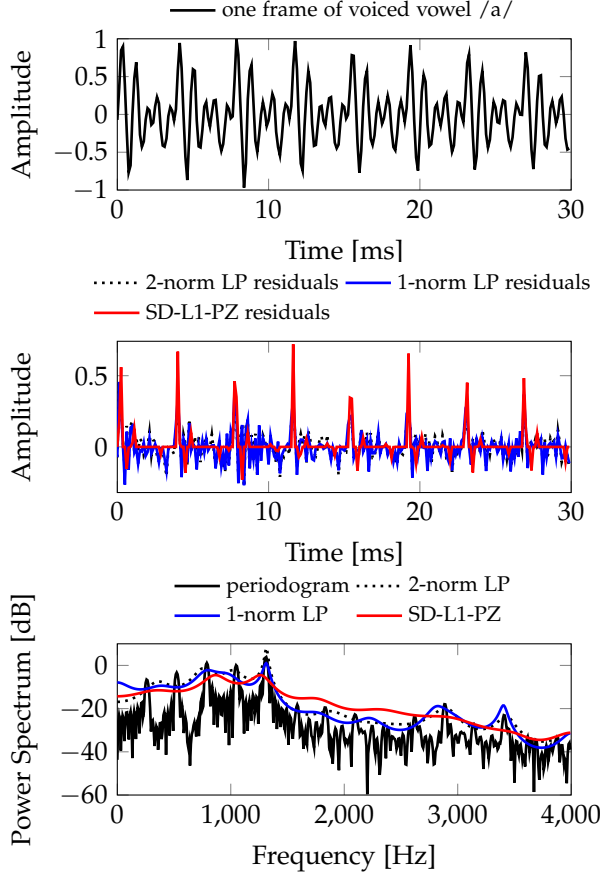 one frame of voiced vowel /a/
1
0.5
0
−0.5
−1
Amplitude
0 10 20 30
Time [ms]
2-norm LP residuals 1-norm LP residuals
SD-L1-PZ residuals
0.5
0
Amplitude
0 10 20 30
Time [ms]
periodogram 2-norm LP
1-norm LP SD-L1-PZ
0
−20
−40
−60
Power Spectrum [dB]
0 1,000 2,000 3,000 4,000
Frequency [Hz]